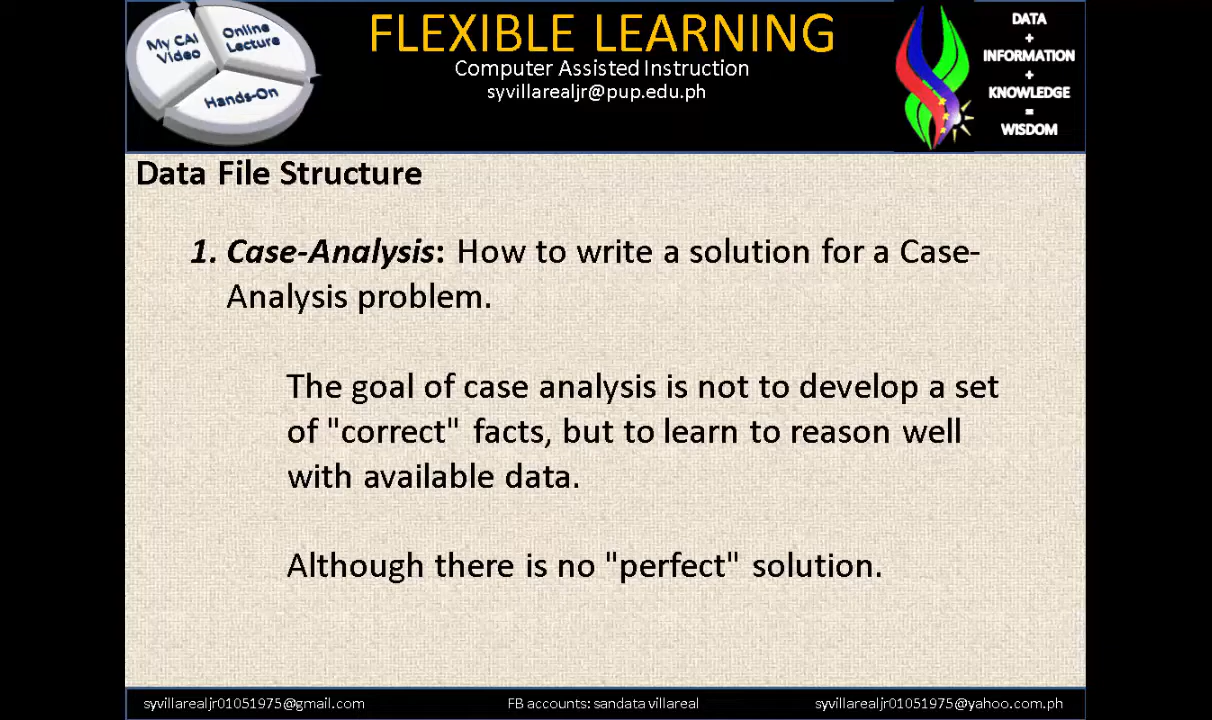 My CAI
Video
Online
Lecture
Hands-On
FLEXIBLE LEARNING
Computer Assisted Instruction
syvillarealjr@pup.edu.ph
DATA
+
INFORMATION
+
KNOWLEDGE
=
WISDOM
Data File Structure
1. Case-Analysis: How to write a solution for a Case-
Analysis problem.
The goal of case analysis is not to develop a set
of "correct" facts, but to learn to reason well
with available data.
Although there is no "perfect" solution.
syvillarealjr01051975@gmail.com
FB accounts: sandata villareal
syvillarealjr01051975@yahoo.com.ph